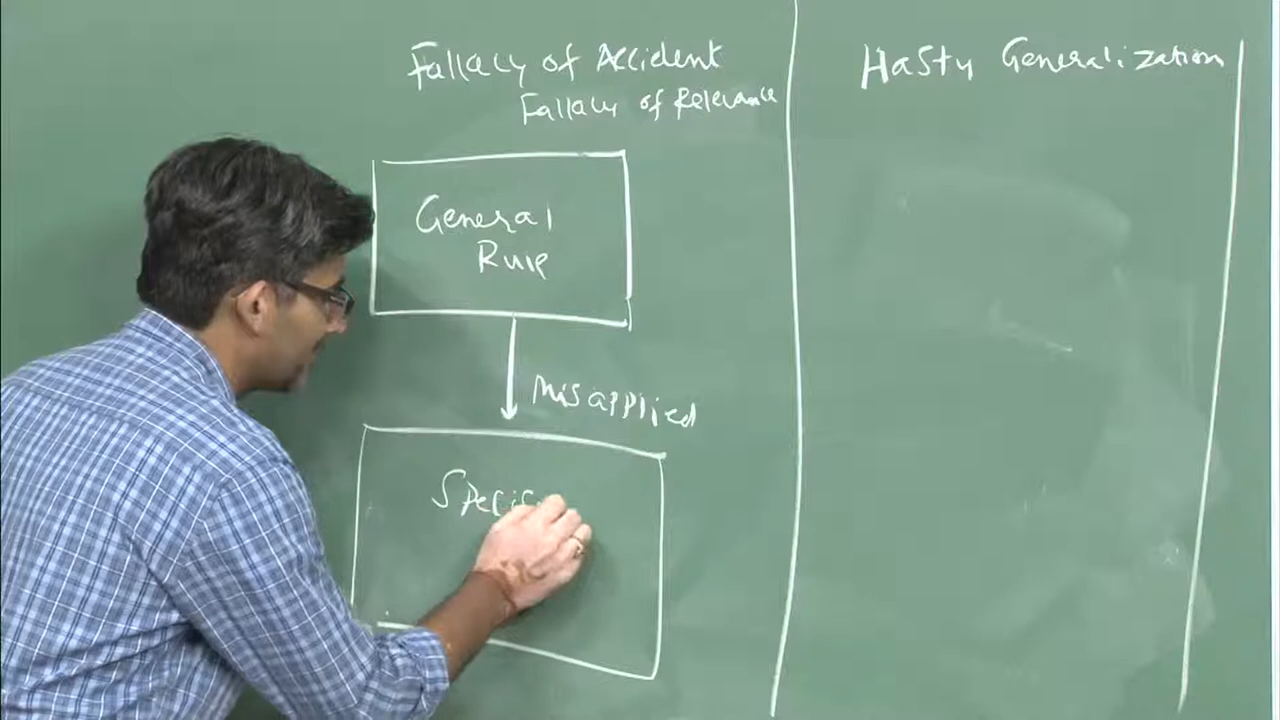 Fallacy of Accident
Fallacy of Relevance
General
Rule
Misapplied
Hasty Generalization